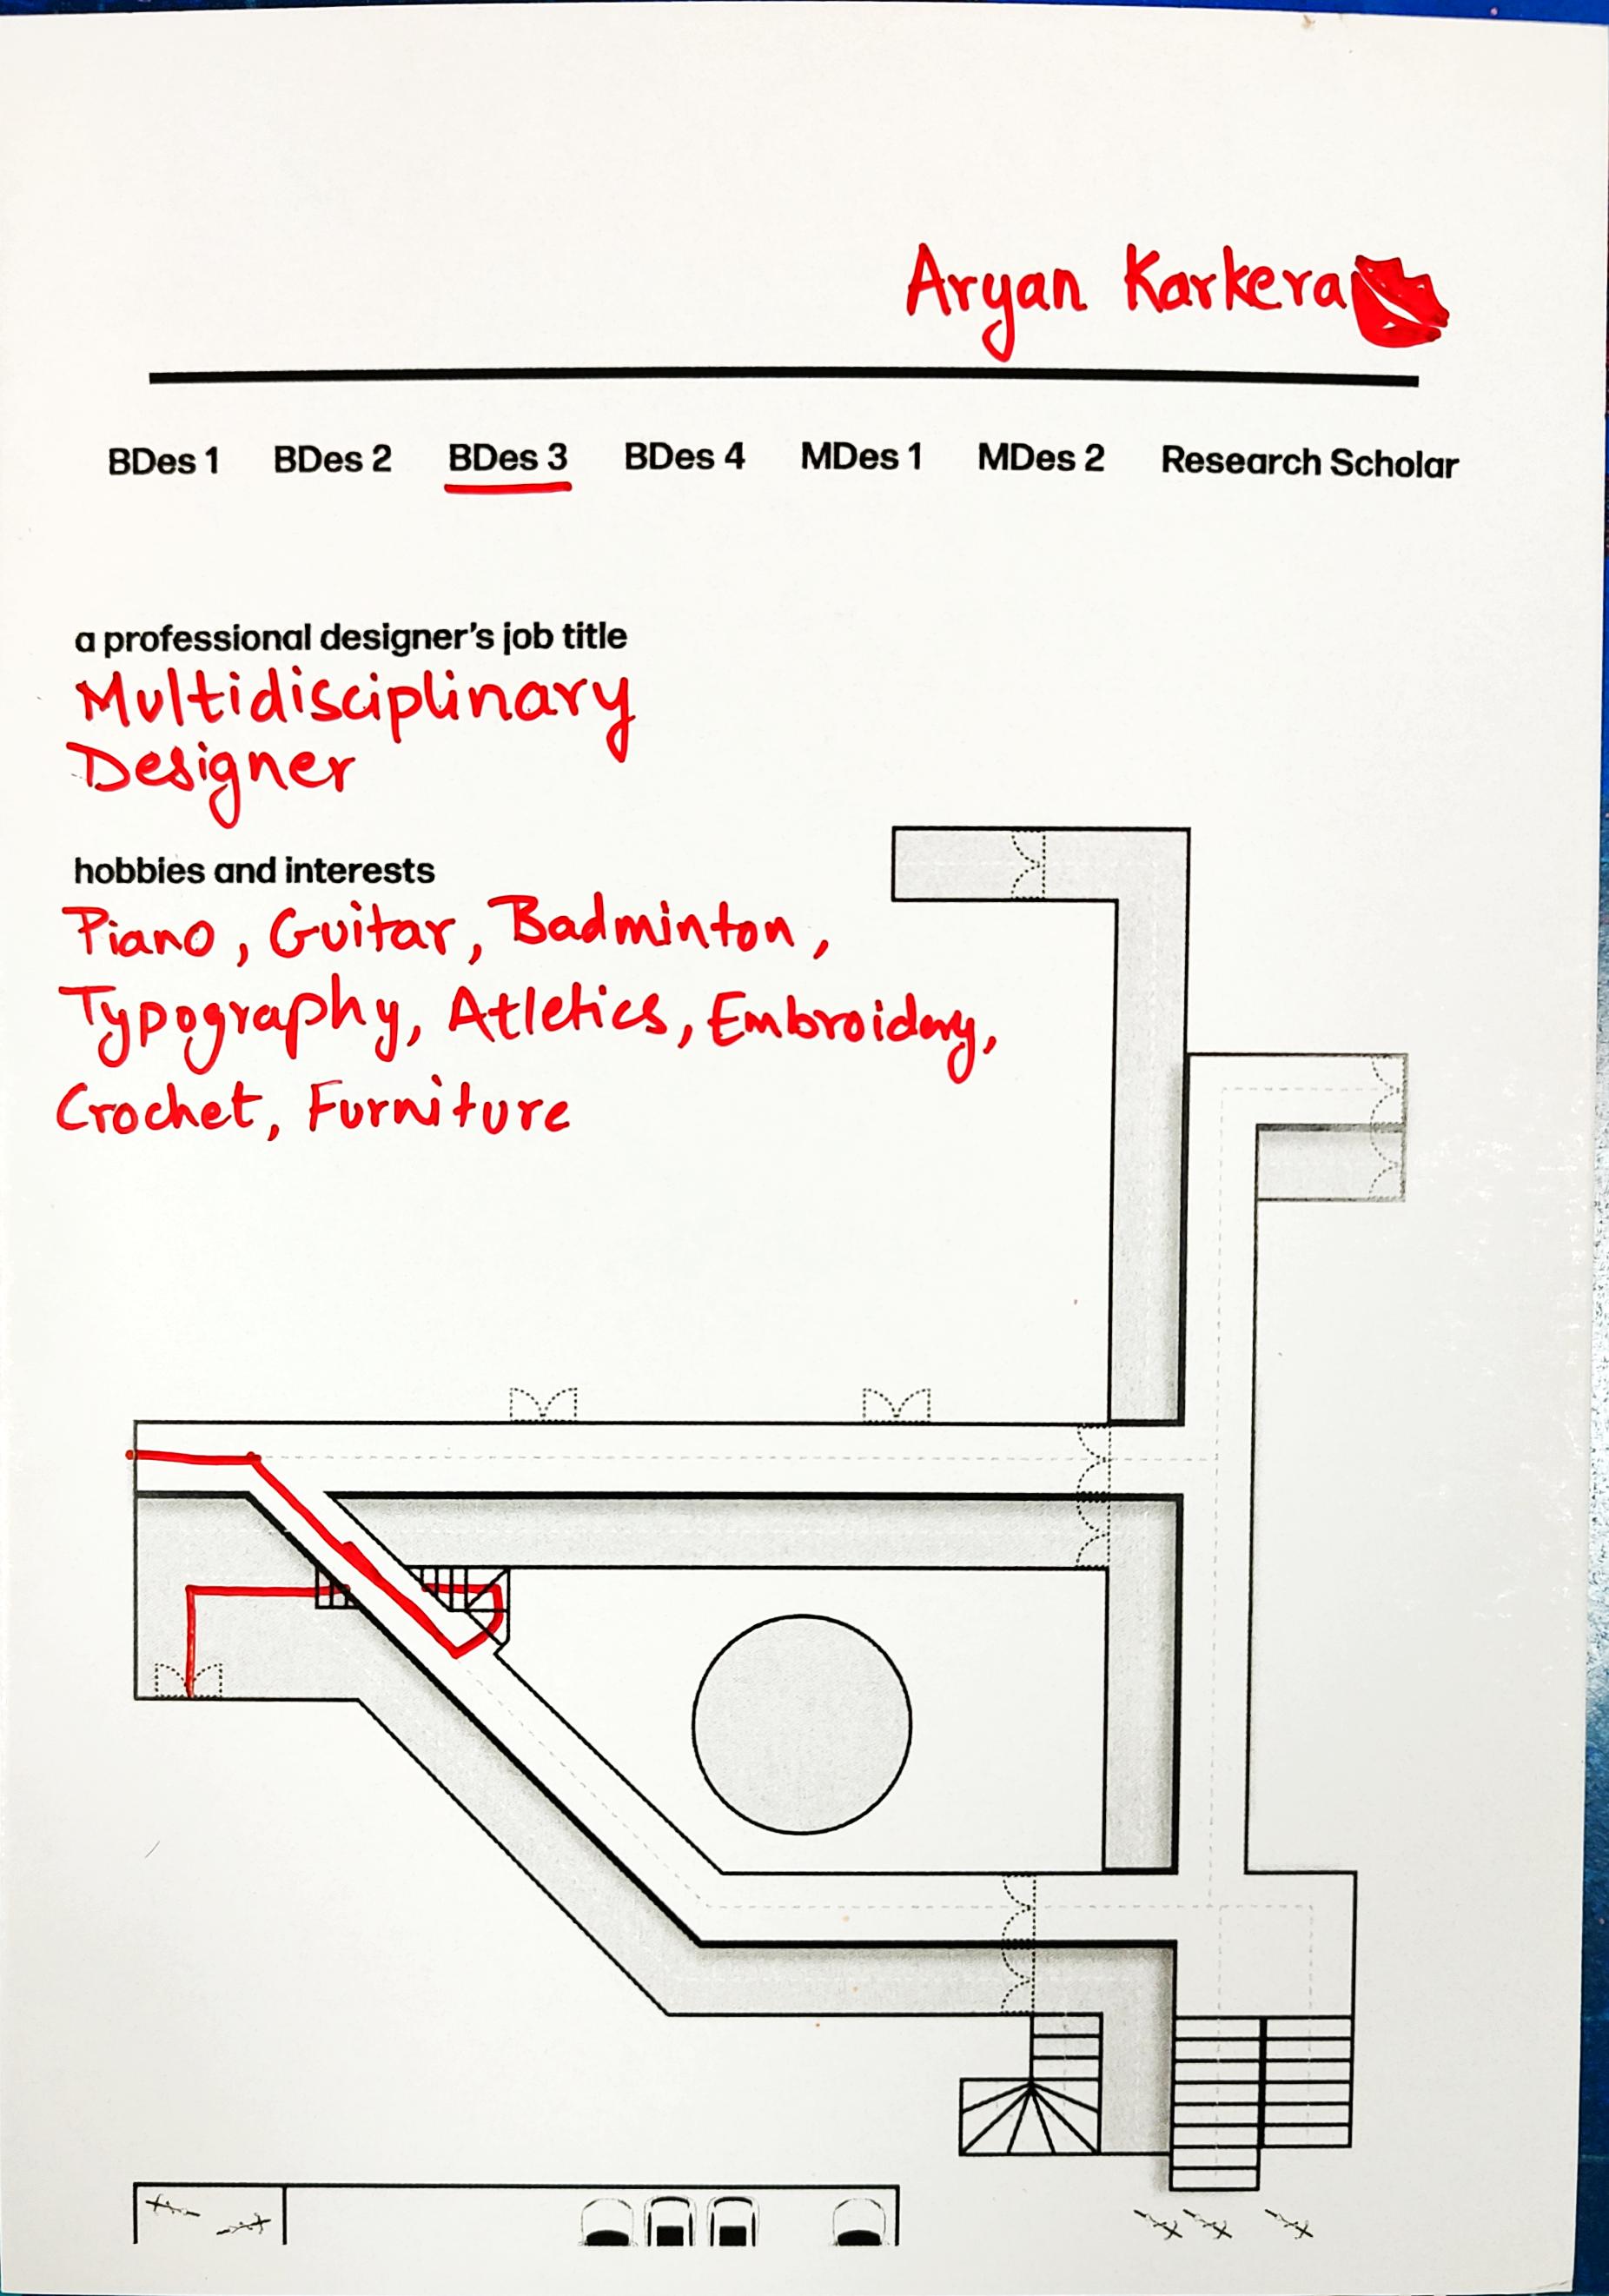 Aryan Karkera
BDes 1 BDes 2 BDes 3 BDes 4 MDes 1 MDes 2 Research Scholar
a professional designer's job title
Multidisciplinary
Designer
hobbies and interests
Piano, Guitar, Badminton,
Typography, Atletics, Embroidery,
Crochet, Furniture